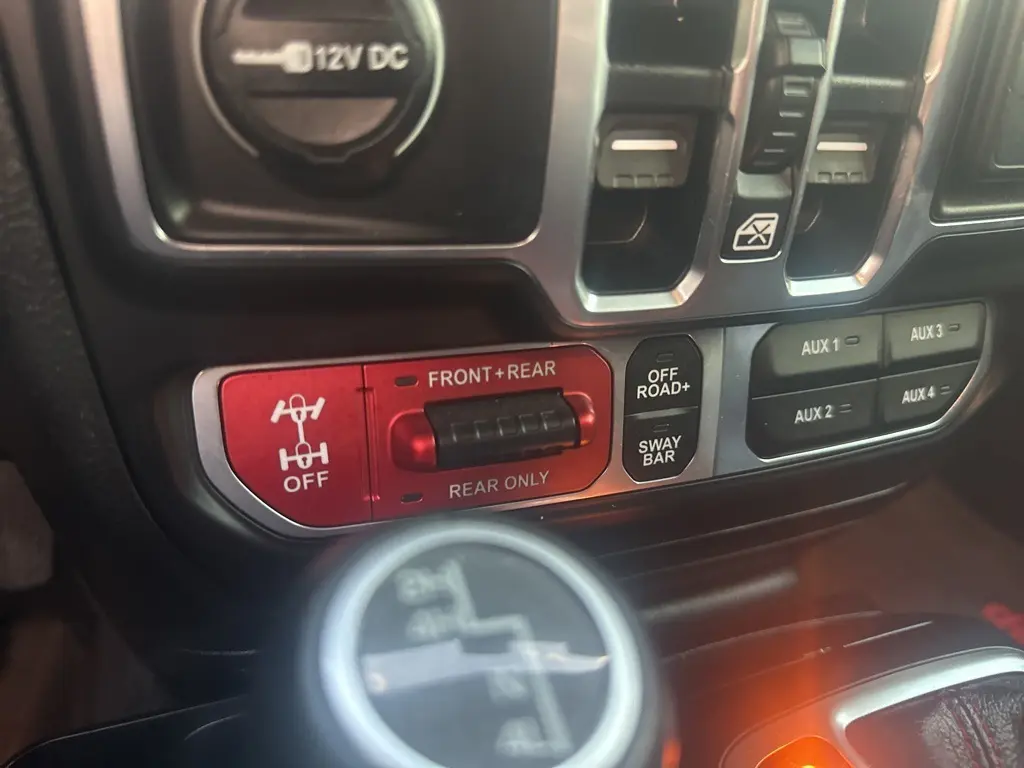 12V DC
FRONT+REAR
OFF
REAR ONLY
OFF
ROAD+
SWAY
BAR
AUX 1
AUX 3
AUX 2
AUX 4